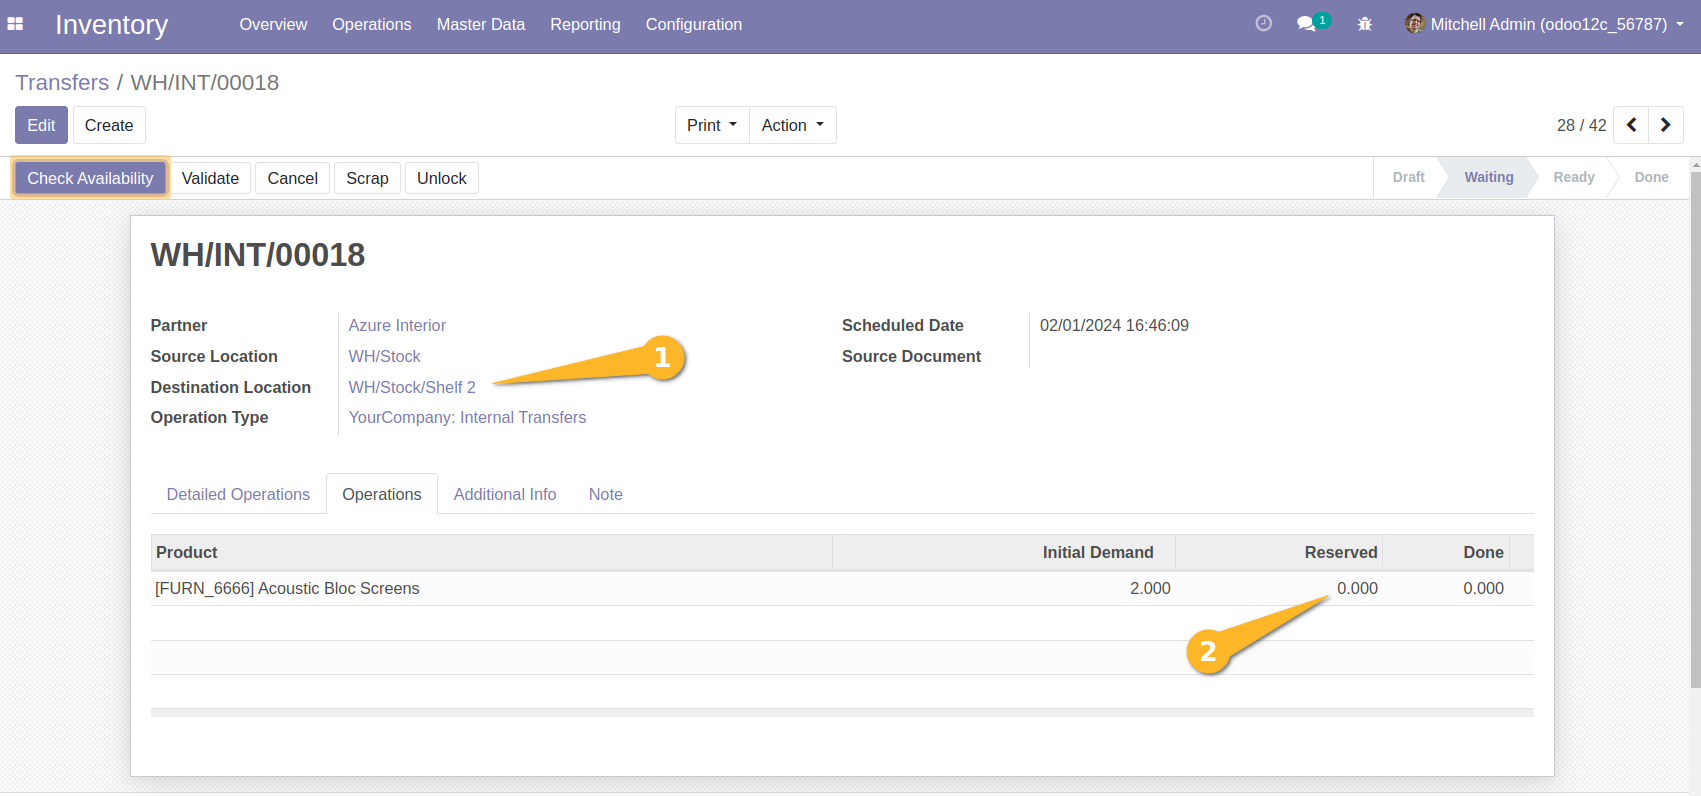 Inventory Overview Operations Master Data Reporting Configuration 1 Mitchell Admin (odoo12c_56787)
Transfers / WH/INT/00018
Edit Create Print Action 28 / 42
Check Availability Validate Cancel Scrap Unlock Draft Waiting Ready Done
WH/INT/00018
Partner Azure Interior Scheduled Date 02/01/2024 16:46:09
Source Location WH/Stock 1 Source Document
Destination Location WH/Stock/Shelf 2
Operation Type YourCompany: Internal Transfers
Detailed Operations Operations Additional Info Note
Product Initial Demand Reserved Done
[FURN_6666] Acoustic Bloc Screens 2.000 0.000 0.000
2